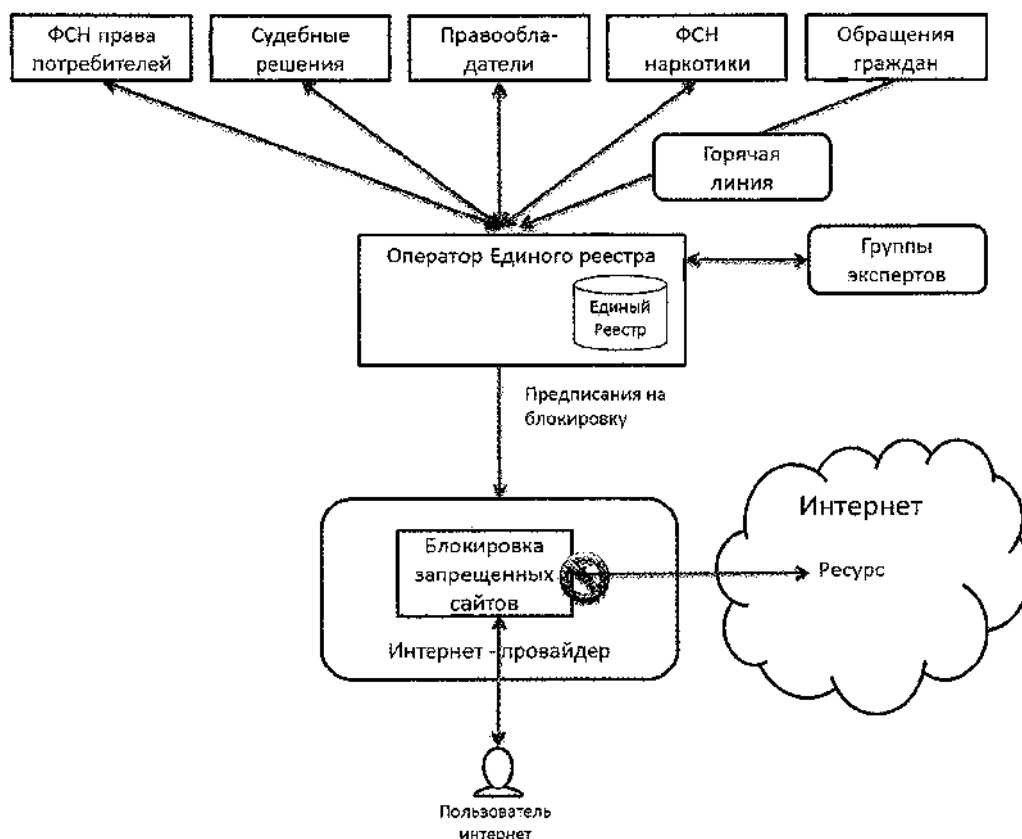 ФСН права
потребителей
Судебные
решения
Правообла-
датели
ФСН
наркотики
Обращения
граждан
Горячая
линия
Оператор Единого реестра
Группы
экспертов
Единый
Реестр
Предписания на
блокировку
Интернет
Блокировка
запрещенных
сайтов
Ресурс
Интернет - провайдер
Пользователь
интернет